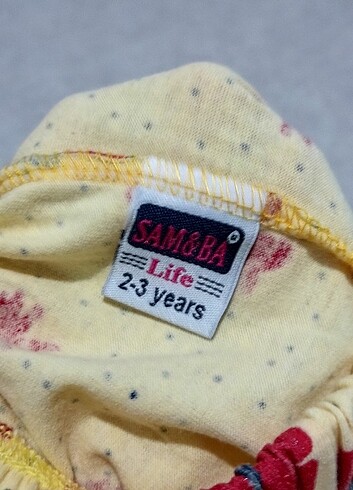 SAM&BA ®
Life
2-3 years